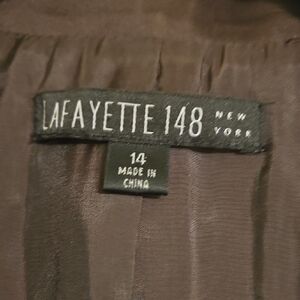 LAFAYETTE 148 NEW YORK
14
MADE IN
CHINA